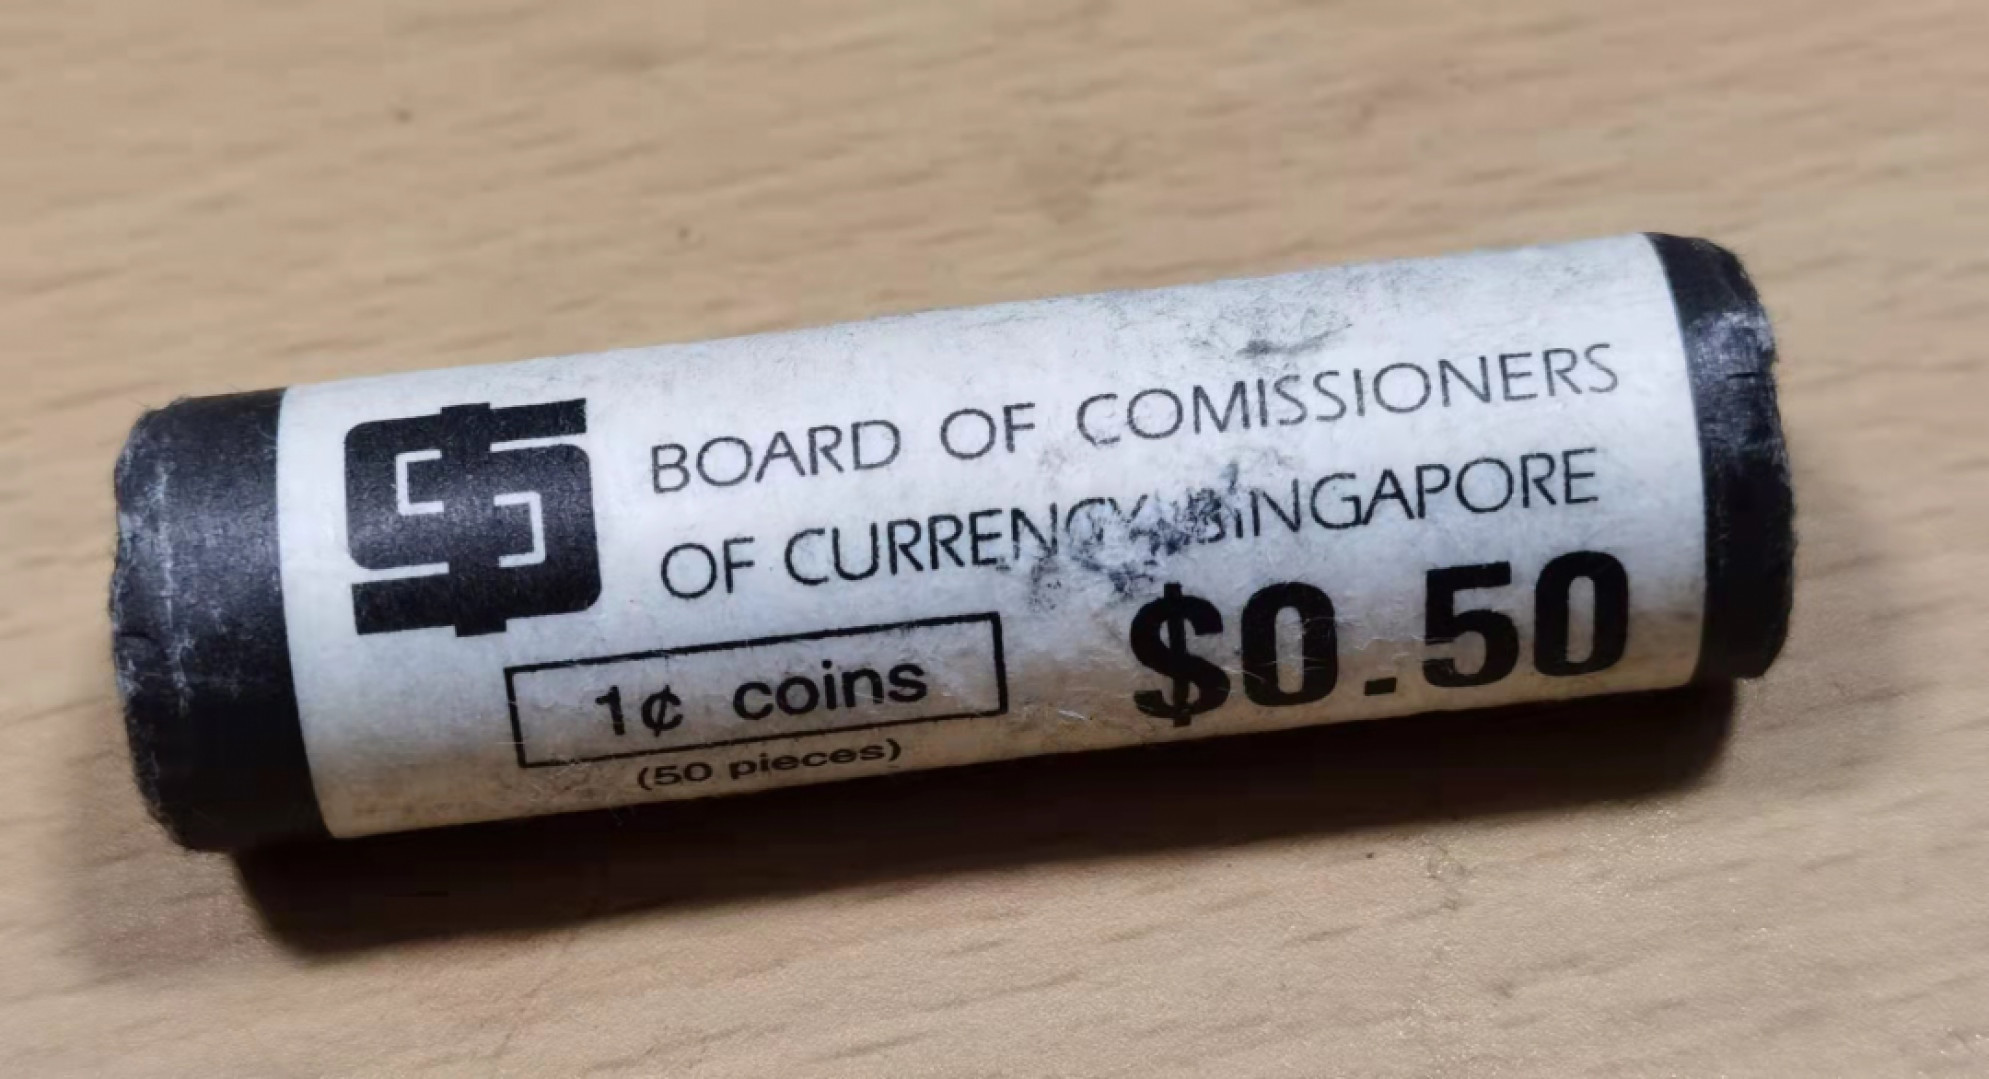 BOARD OF COMISSIONERS
OF CURRENCY SINGAPORE
$0.50
1¢ coins
(50 pieces)